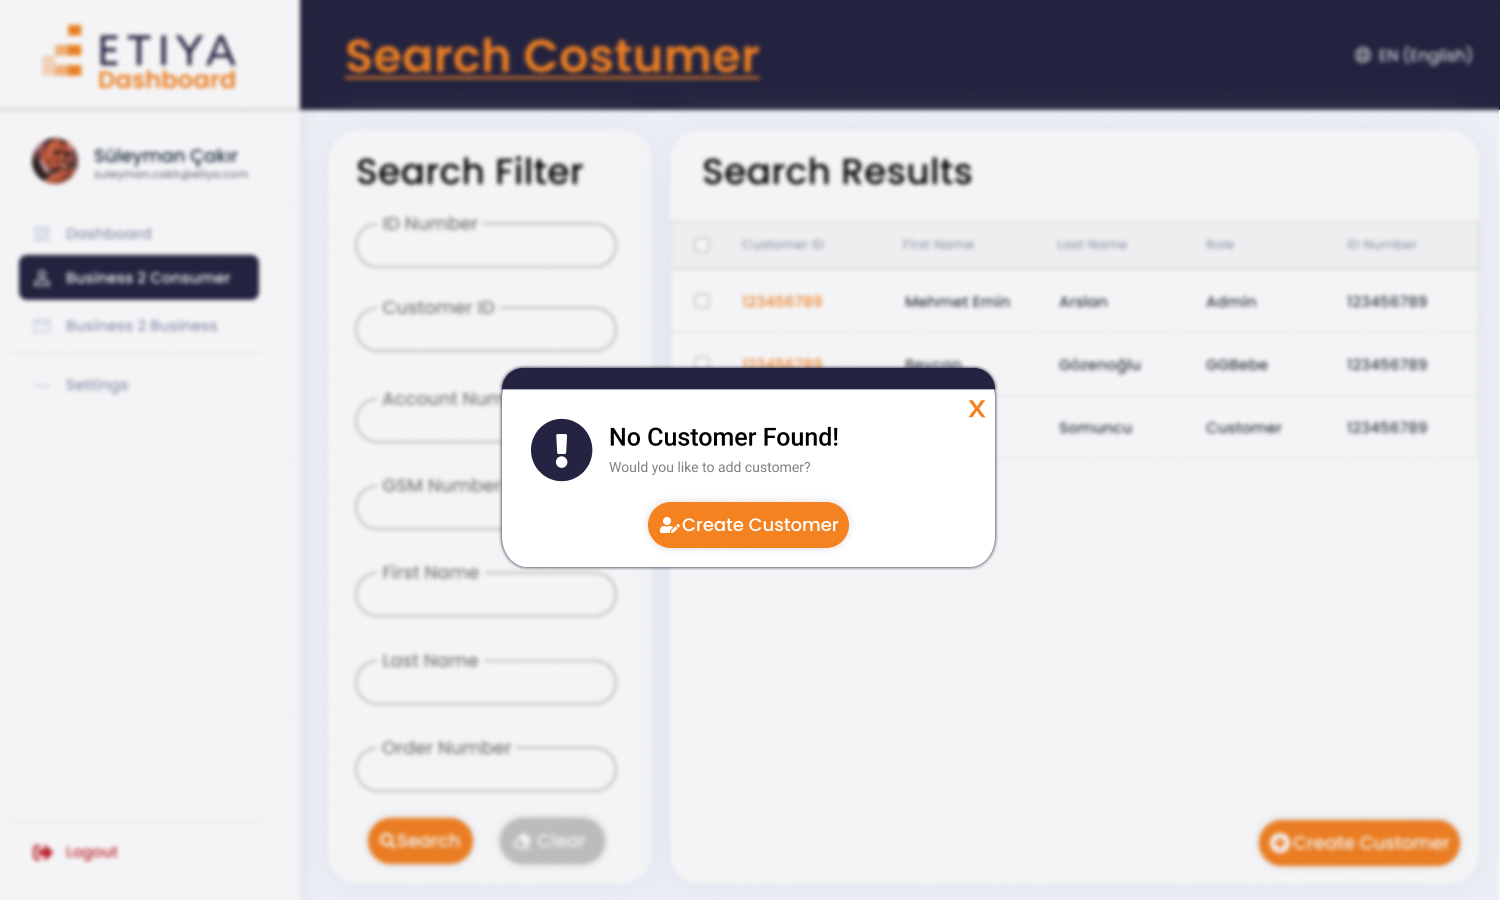 ETIYA
Dashboard
Search Costumer
EN (English)
Süleyman Çakır
suleyman.cakir@etiya.com
Dashboard
Business 2 Consumer
Business 2 Business
Settings
Logout
Search Filter
ID Number
Customer ID
Account Num
GSM Number
First Name
Last Name
Order Number
Search
Clear
Search Results
Customer ID First Name Last Name Role ID Number
123456789 Mehmet Emin Arslan Admin 123456789
123456789 Beycan Gözenoğlu GGBebe 123456789
Somuncu Customer 123456789
Create Customer
X
No Customer Found!
Would you like to add customer?
Create Customer